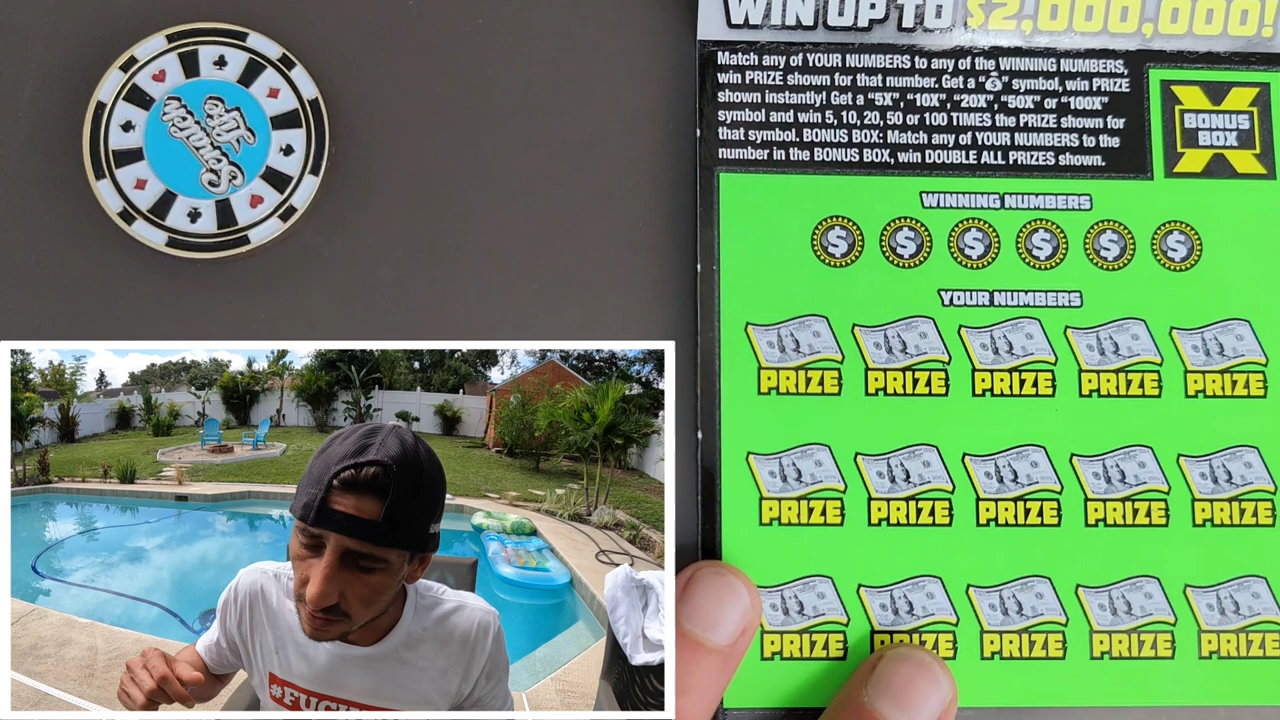 WIN UP TO $2,000,000!
Match any of YOUR NUMBERS to any of the WINNING NUMBERS,
win PRIZE shown for that number. Get a "$" symbol, win PRIZE
shown instantly! Get a "5X", "10X", "20X", "50X" or "100X"
symbol and win 5, 10, 20, 50 or 100 TIMES the PRIZE shown for
that symbol. BONUS BOX: Match any of YOUR NUMBERS to the
number in the BONUS BOX, win DOUBLE ALL PRIZES shown.
BONUS
BOX
WINNING NUMBERS
$ $ $ $ $ $
YOUR NUMBERS
PRIZE PRIZE PRIZE PRIZE PRIZE
PRIZE PRIZE PRIZE PRIZE PRIZE
PRIZE PRIZE PRIZE PRIZE PRIZE